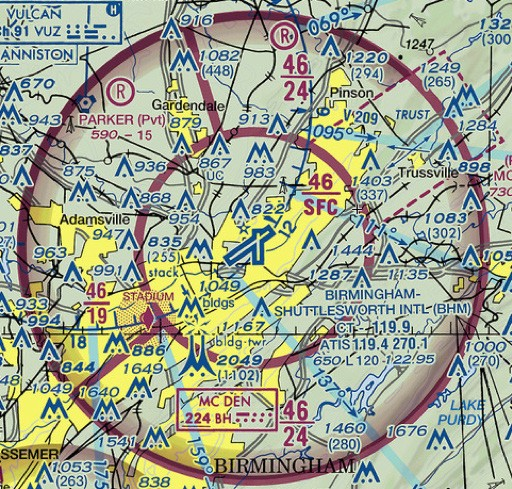 VULCAN
Ch 91 VUZ
ANNISTON
916
069°
1247
1082
(448)
46
24
1220
(294)
249
(265)
670
943
R
R
PARKER (Pvt)
590 - 15
Gardendale
879
913
Pinson
209
095°
TRUST
1284
936
867
UC
983
875
868
954
822
46
SFC
1403
(337)
Trussville
898
Adamsville
947
963
991
835
(255)
stack
12
1444
1083
(302)
1287
1135
46
19
STADIUM
1049
bldgs
BIRMINGHAM-
SHUTTLESWORTH INTL (BHM)
CT - 119.9
ATIS 119.4 270.1
650 L 120 122.95
933
994
18
886
1167
bldg-twr
2049
(1102)
844
1640
1649
1049
1000
(270)
MC DEN
224 BH
46
24
1460
(280)
1676
LAKE
PURDY
1541
SSEMER
1053
(263)
838
BIRMINGHAM